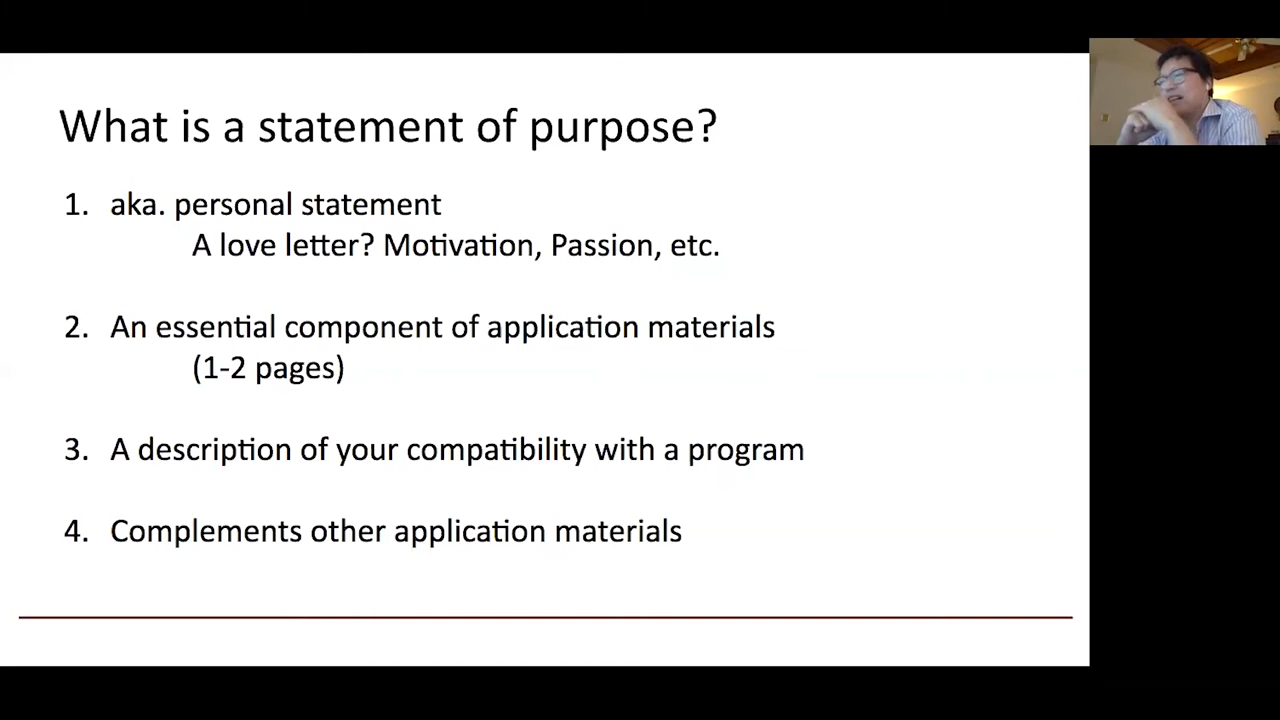 What is a statement of purpose?
1. aka. personal statement
A love letter? Motivation, Passion, etc.
2. An essential component of application materials
(1-2 pages)
3. A description of your compatibility with a program
4. Complements other application materials